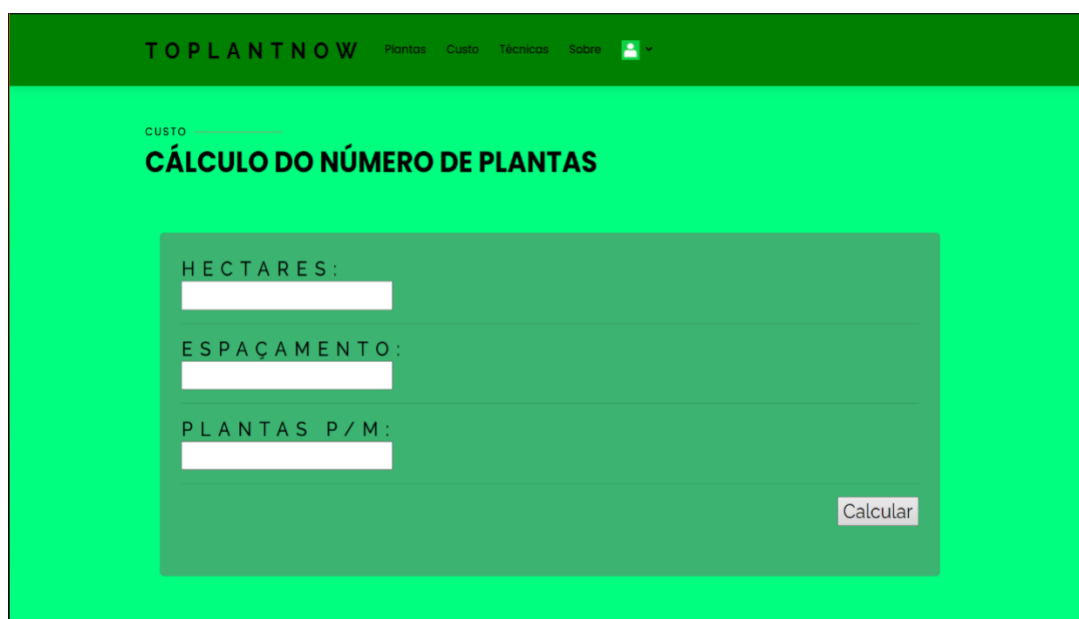 TOPLANTNOW Plantas Custo Técnicas Sobre
CUSTO
CÁLCULO DO NÚMERO DE PLANTAS
HECTARES:
ESPAÇAMENTO:
PLANTAS P/M:
Calcular